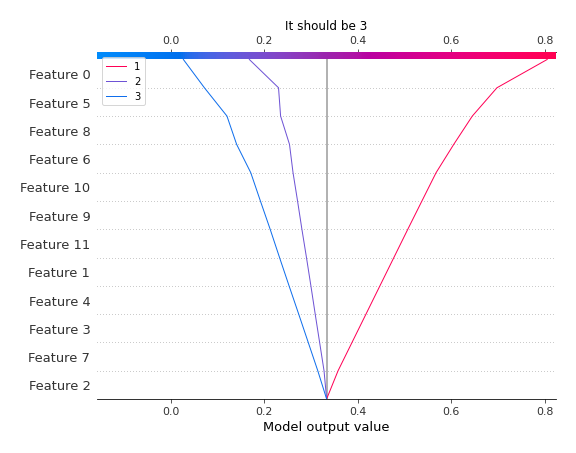 It should be 3
0.0 0.2 0.4 0.6 0.8
1
2
3
Feature 0
Feature 5
Feature 8
Feature 6
Feature 10
Feature 9
Feature 11
Feature 1
Feature 4
Feature 3
Feature 7
Feature 2
0.0 0.2 0.4 0.6 0.8
Model output value